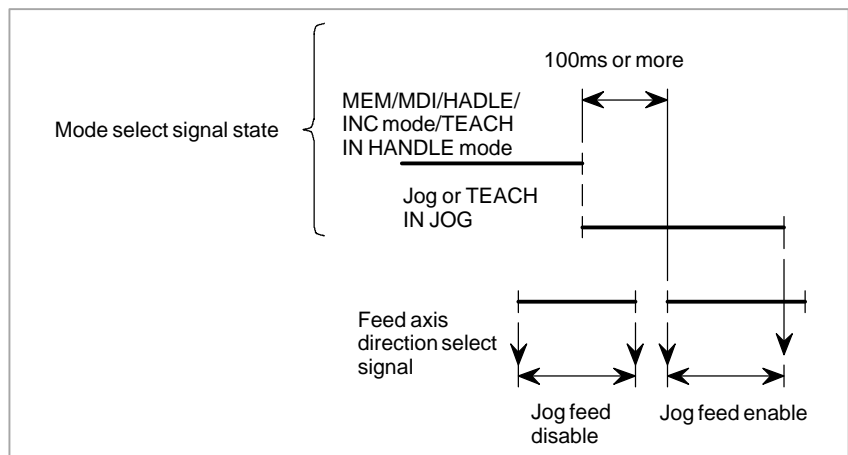 100ms or more
MEM/MDI/HADLE/
INC mode/TEACH
IN HANDLE mode
Mode select signal state
Jog or TEACH
IN JOG
Feed axis
direction select
signal
Jog feed
disable
Jog feed enable